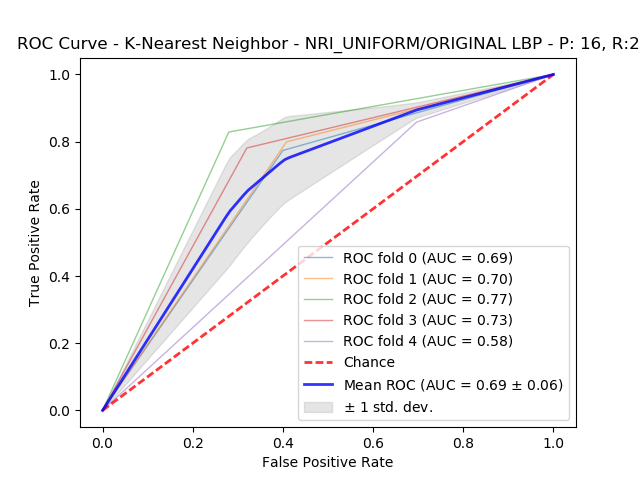 ROC Curve - K-Nearest Neighbor - NRI_UNIFORM/ORIGINAL LBP - P: 16, R:2
True Positive Rate
1.0
0.8
0.6
0.4
0.2
0.0
ROC fold 0 (AUC = 0.69)
ROC fold 1 (AUC = 0.70)
ROC fold 2 (AUC = 0.77)
ROC fold 3 (AUC = 0.73)
ROC fold 4 (AUC = 0.58)
Chance
Mean ROC (AUC = 0.69 ± 0.06)
± 1 std. dev.
0.0 0.2 0.4 0.6 0.8 1.0
False Positive Rate